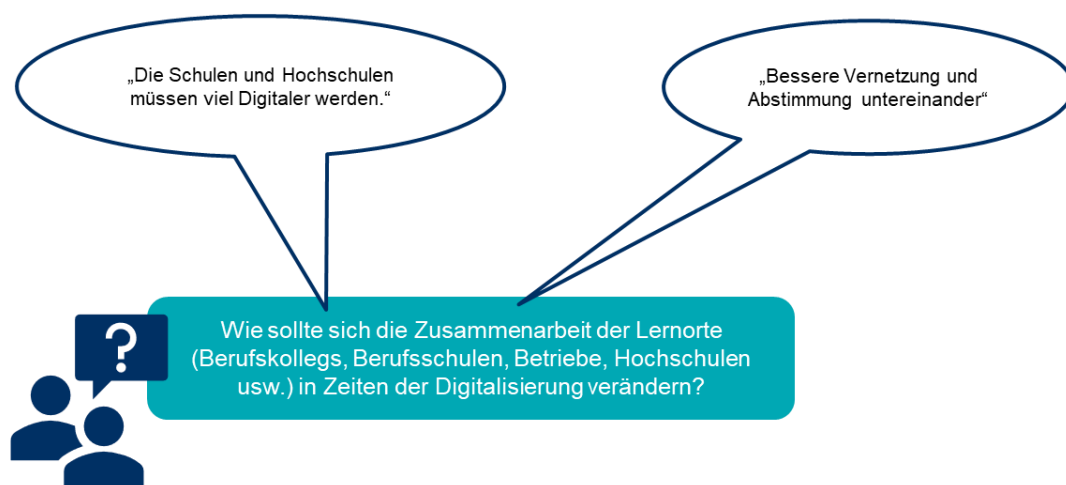 „Die Schulen und Hochschulen
müssen viel Digitaler werden.“
„Bessere Vernetzung und
Abstimmung untereinander“
?
Wie sollte sich die Zusammenarbeit der Lernorte
(Berufskollegs, Berufsschulen, Betriebe, Hochschulen
usw.) in Zeiten der Digitalisierung verändern?